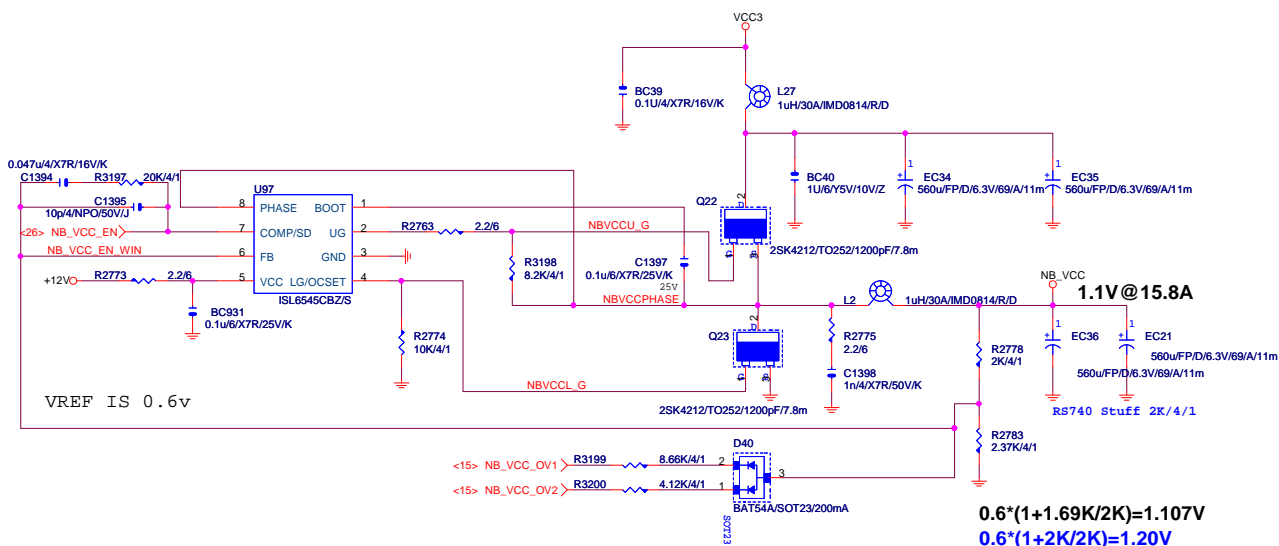 VCC3
BC39
0.1U/4/X7R/16V/K
L27
1uH/30A/IMD0814/R/D
0.047u/4/X7R/16V/K
C1394
R3197
20K/4/1
C1395
10p/4/NPO/50V/J
<26> NB_VCC_EN
NB_VCC_EN_WIN
R2773
2.2/6
+12V
BC931
0.1u/6/X7R/25V/K
U97
8 PHASE BOOT 1
7 COMP/SD UG 2
6 FB GND 3
5 VCC LG/OCSET 4
ISL6545CBZ/S
R2763
2.2/6
NBVCCU_G
R3198
8.2K/4/1
C1397
0.1u/6/X7R/25V/K
25V
NBVCCPHASE
Q22
2
D
G
S
1
3
2SK4212/TO252/1200pF/7.8m
BC40
1U/6/Y5V/10V/Z
1
EC34
560u/FP/D/6.3V/69/A/11m
1
EC35
560u/FP/D/6.3V/69/A/11m
L2
1uH/30A/IMD0814/R/D
NB_VCC
1.1V@15.8A
R2774
10K/4/1
NBVCCL_G
Q23
2
D
G
S
1
3
2SK4212/TO252/1200pF/7.8m
R2775
2.2/6
C1398
1n/4/X7R/50V/K
R2778
2K/4/1
1
EC36
560u/FP/D/6.3V/69/A/11m
1
EC21
560u/FP/D/6.3V/69/A/11m
RS740 Stuff 2K/4/1
R2783
2.37K/4/1
VREF IS 0.6v
<15> NB_VCC_OV1
R3199
8.66K/4/1
<15> NB_VCC_OV2
R3200
4.12K/4/1
D40
2
1
3
BAT54A/SOT23/200mA
SOT23
0.6*(1+1.69K/2K)=1.107V
0.6*(1+2K/2K)=1.20V